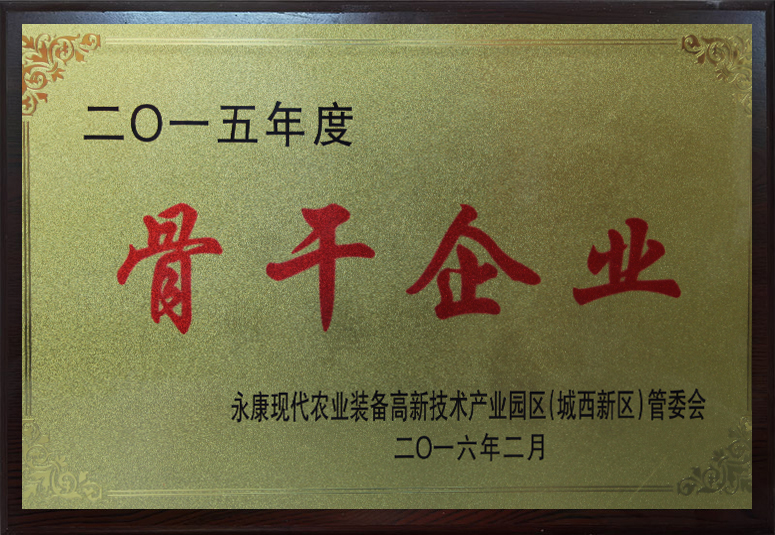 二〇一五年度
骨干企业
永康现代农业装备高新技术产业园区(城西新区)管委会
二〇一六年二月